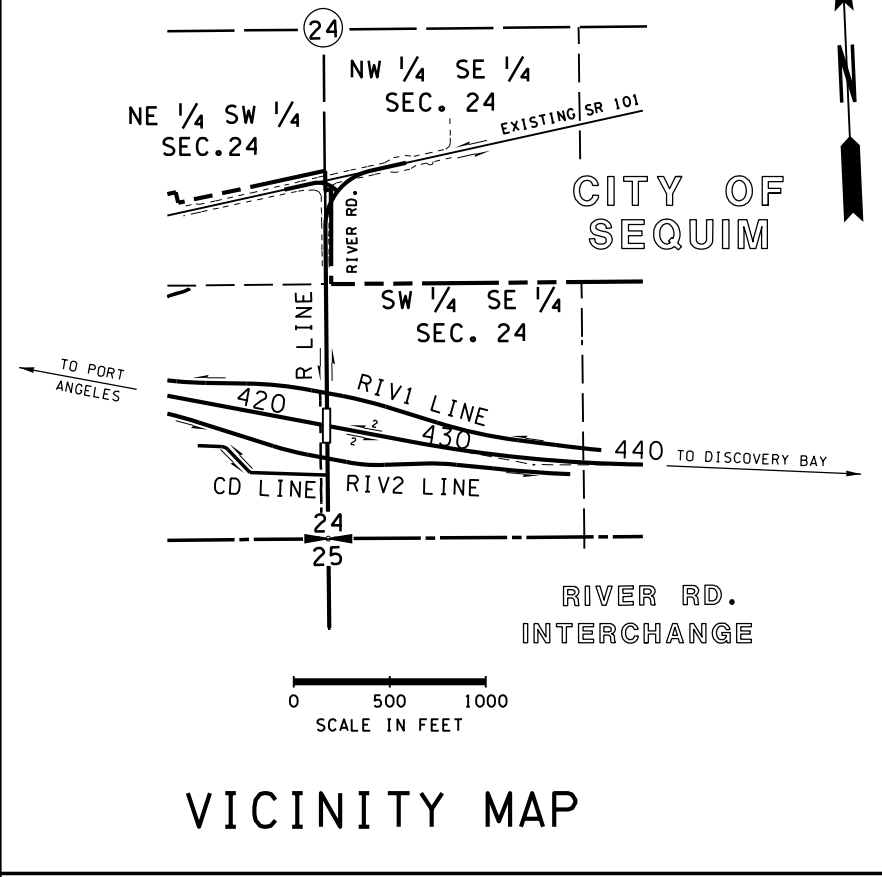 24
N
NW 1/4 SE 1/4
SEC. 24
NE 1/4 SW 1/4
SEC.24
EXISTING SR 101
CITY OF
SEQUIM
RIVER RD.
SW 1/4 SE 1/4
SEC. 24
R LINE
TO PORT
ANGELES
RIV1 LINE
420
2
2
430
440
TO DISCOVERY BAY
CD LINE
RIV2 LINE
24
25
RIVER RD.
INTERCHANGE
0 500 1000
SCALE IN FEET
VICINITY MAP